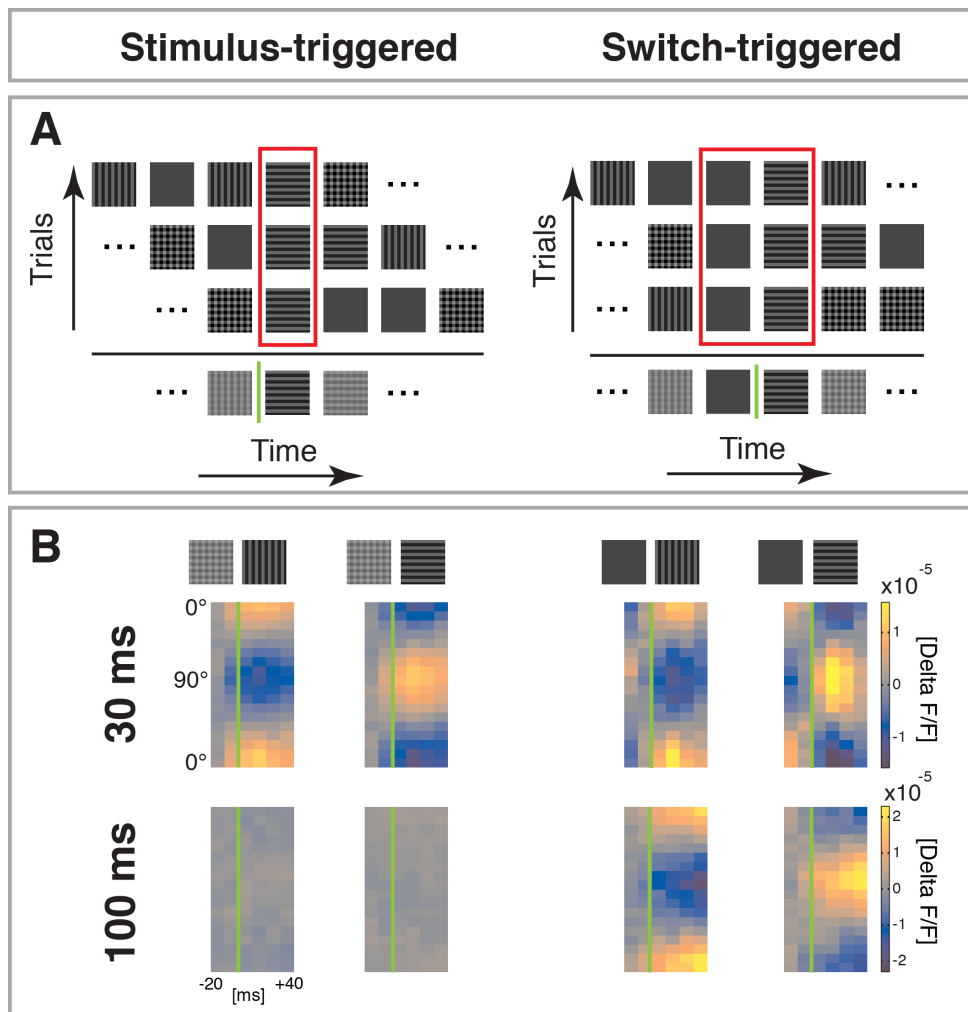 Stimulus-triggered Switch-triggered
A
Trials
...
... ...
...
... ...
Time
Trials
...
...
...
... ...
Time
B
x10 -5
30 ms
0°
90°
0°
1
0
-1
[Delta F/F]
x10 -5
100 ms
2
1
0
-1
-2
[Delta F/F]
-20 +40
[ms]